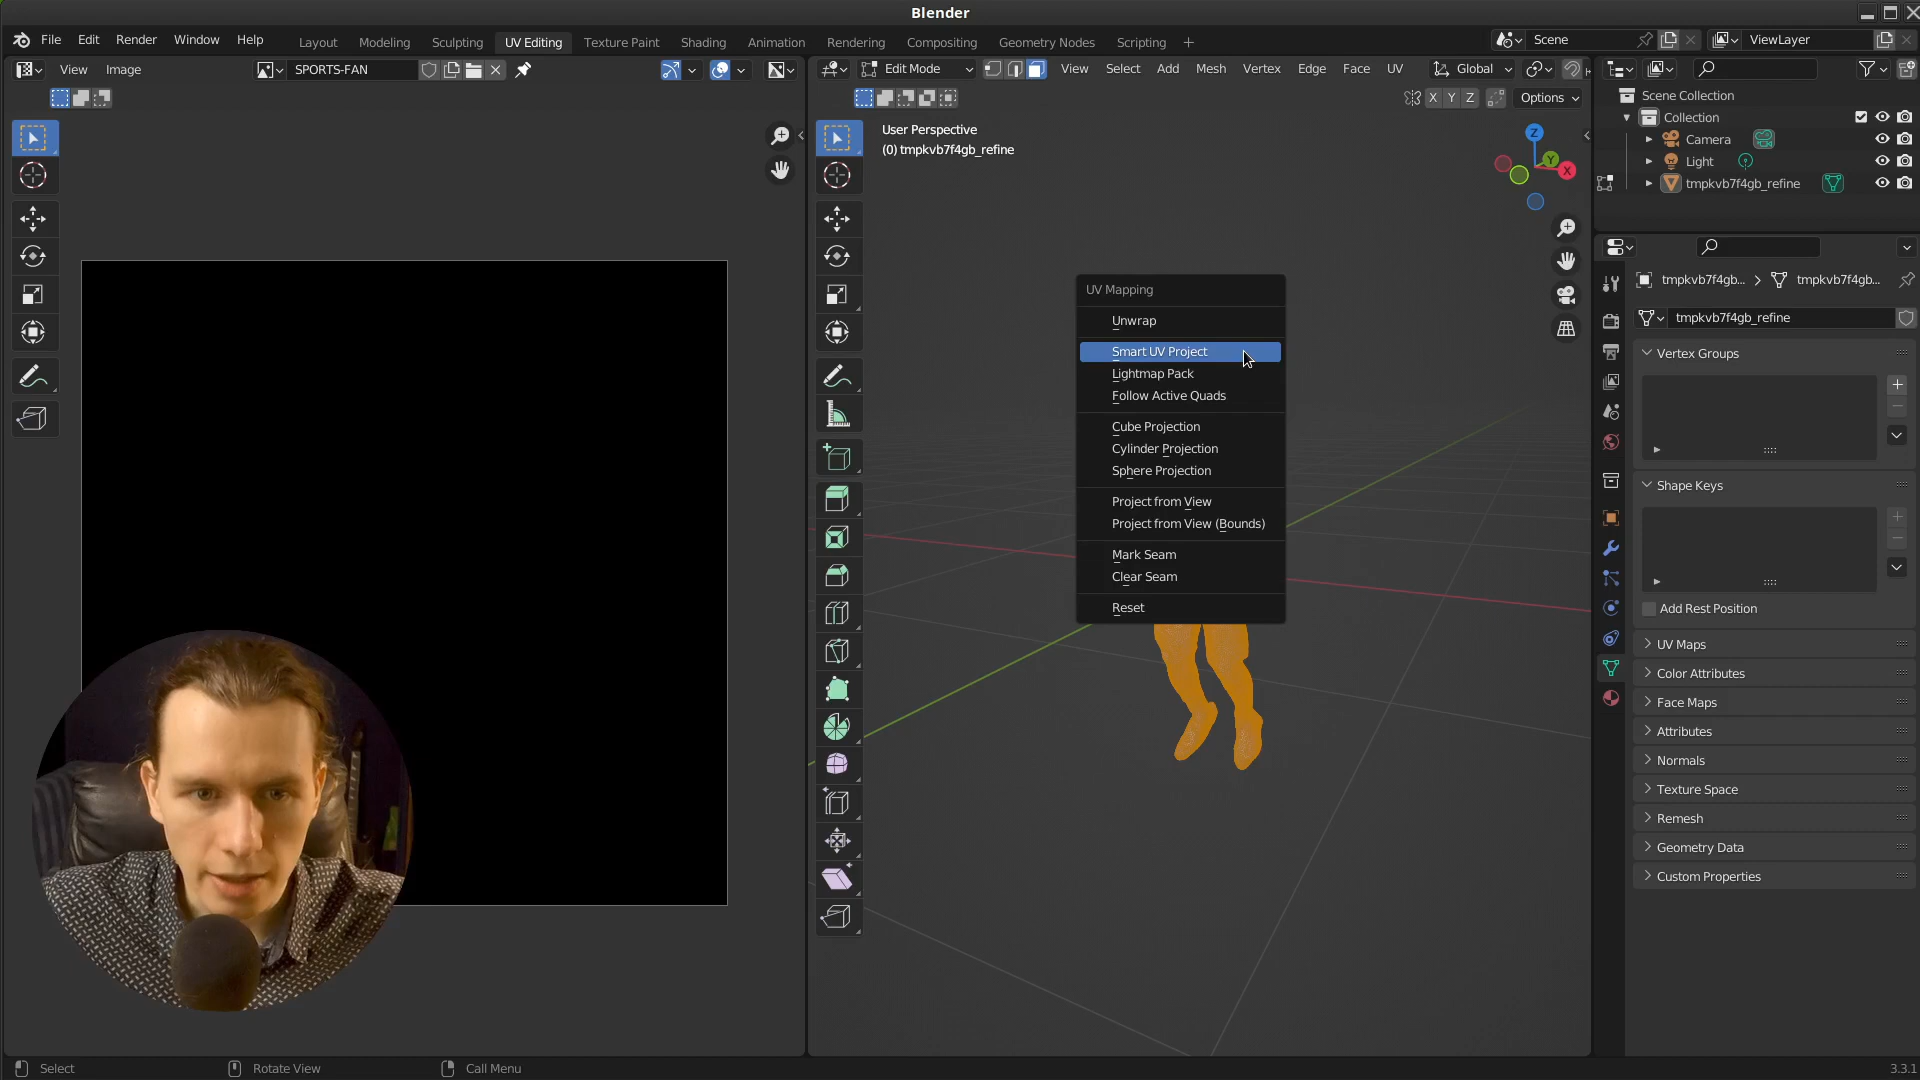 Blender
File Edit Render Window Help
Layout Modeling Sculpting UV Editing Texture Paint Shading Animation Rendering Compositing Geometry Nodes Scripting +
Scene
ViewLayer
View Image
SPORTS-FAN
Edit Mode View Select Add Mesh Vertex Edge Face UV
Global
X Y Z
Options
User Perspective
(0) tmpkvb7f4gb_refine
Z
Y
X
Scene Collection
Collection
Camera
Light
tmpkvb7f4gb_refine
UV Mapping
Unwrap
Smart UV Project
Lightmap Pack
Follow Active Quads
Cube Projection
Cylinder Projection
Sphere Projection
Project from View
Project from View (Bounds)
Mark Seam
Clear Seam
Reset
tmpkvb7f4gb... > tmpkvb7f4gb...
tmpkvb7f4gb_refine
Vertex Groups
Shape Keys
Add Rest Position
UV Maps
Color Attributes
Face Maps
Attributes
Normals
Texture Space
Remesh
Geometry Data
Custom Properties
Select Rotate View Call Menu
3.3.1